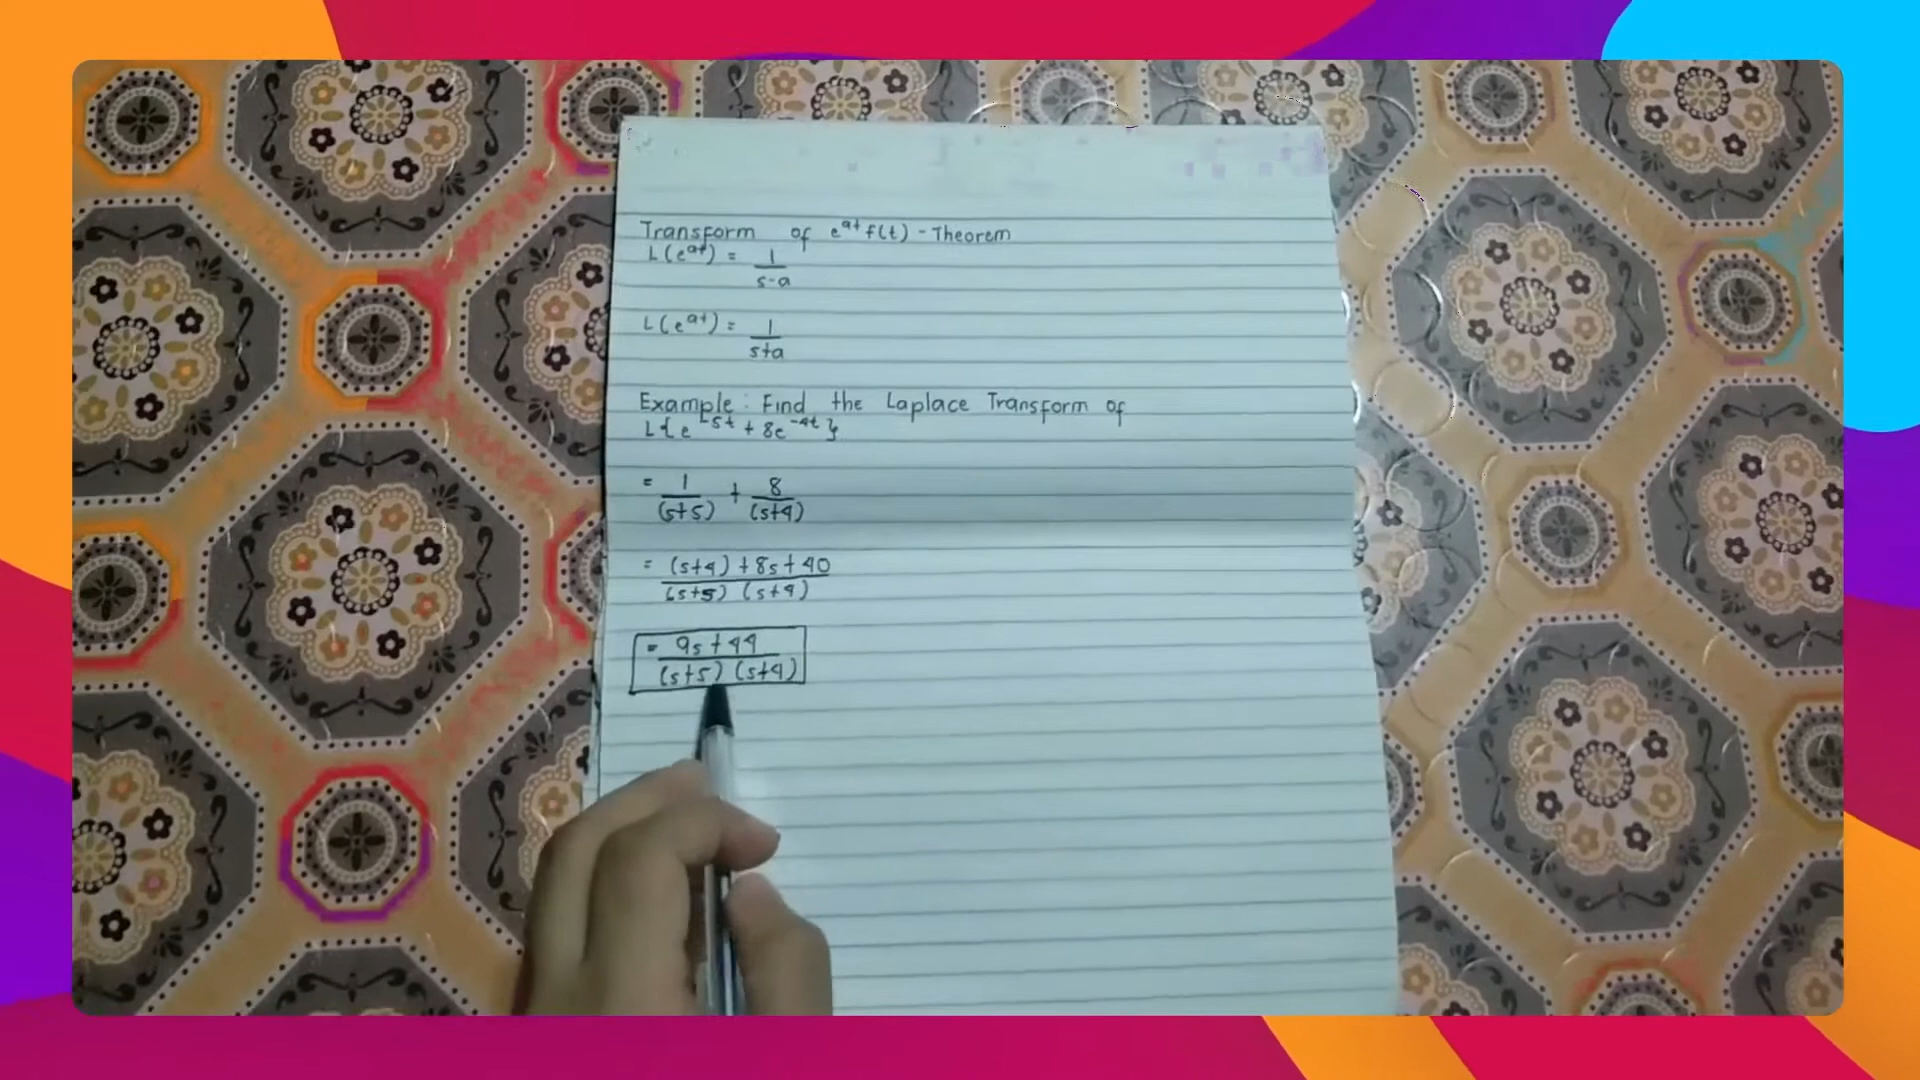 Transform of e^at f(t) - Theorem
L(e^at) = 1/s-a
L(e^at) = 1/s+a
Example: Find the Laplace Transform of
L{e^-5t + 8e^-4t}
= 1/(s+5) + 8/(s+4)
= (s+4)+8s+40/(s+5) (s+4)
= 9s+44/(s+5) (s+4)